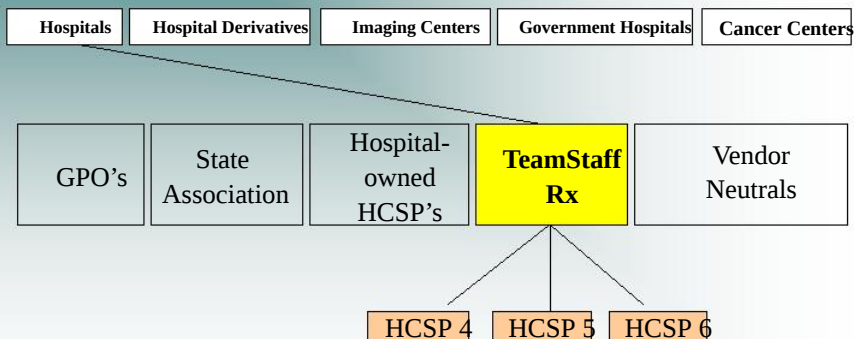 Hospitals
Hospital Derivatives
Imaging Centers
Government Hospitals
Cancer Centers
GPO’s
State
Association
Hospital-
owned
HCSP’s
TeamStaff
Rx
Vendor
Neutrals
HCSP 4
HCSP 5
HCSP 6